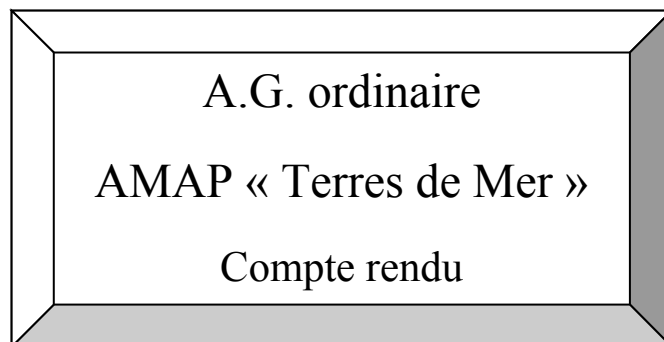 A.G. ordinaire
AMAP « Terres de Mer »
Compte rendu